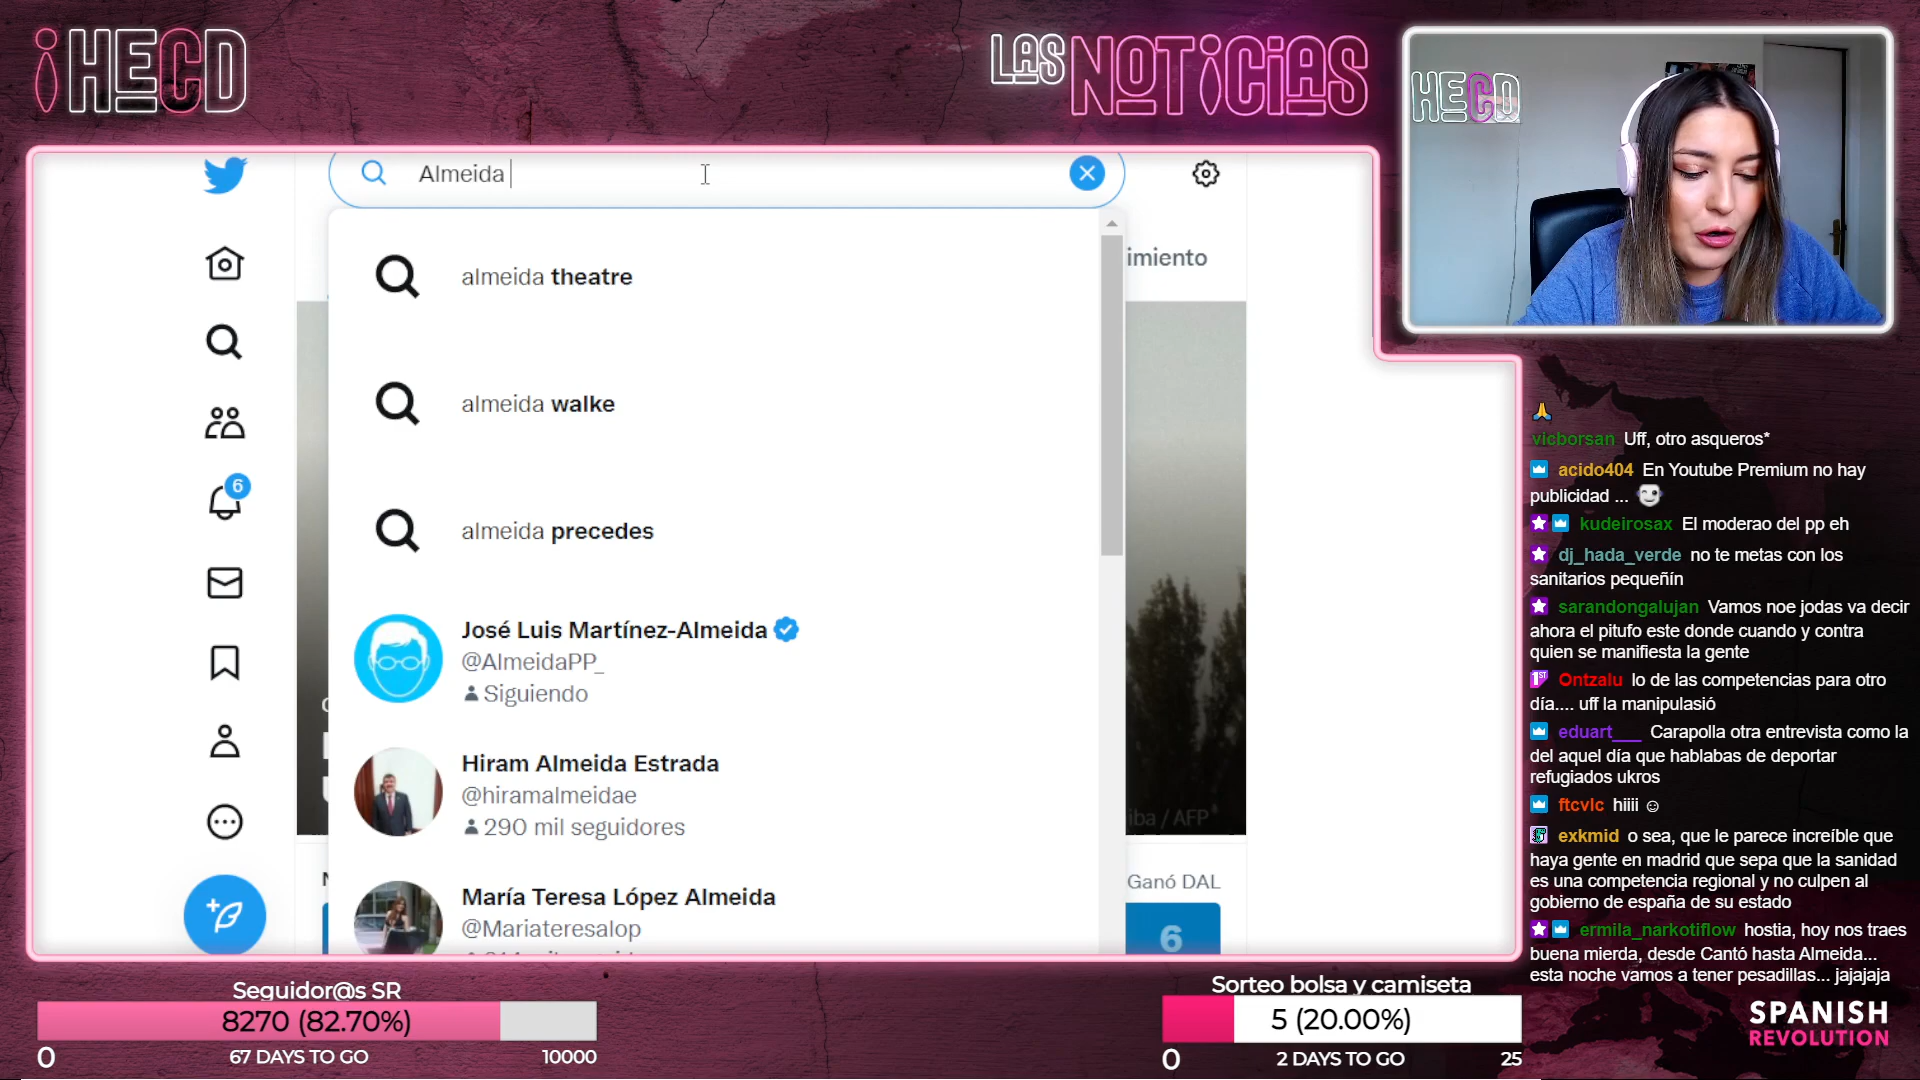 ¡HECD
LAS NOTICIAS
HECD
Almeida
imiento
almeida theatre
almeida walke
almeida precedes
6
José Luis Martínez-Almeida
@AlmeidaPP_
Siguiendo
Hiram Almeida Estrada
@hiramalmeidae
290 mil seguidores
iba / AFP
María Teresa López Almeida
@Mariateresalop
Ganó DAL
6
vicborsan Uff, otro asqueros*
acido404 En Youtube Premium no hay
publicidad ...
kudeirosax El moderao del pp eh
dj_hada_verde no te metas con los
sanitarios pequeñín
sarandongalujan Vamos noe jodas va decir
ahora el pitufo este donde cuando y contra
quien se manifiesta la gente
1ST Ontzalu lo de las competencias para otro
día.... uff la manipulasió
eduart___ Carapolla otra entrevista como la
del aquel día que hablabas de deportar
refugiados ukros
ftcvlc hiiii ☺
exkmid o sea, que le parece increíble que
haya gente en madrid que sepa que la sanidad
es una competencia regional y no culpen al
gobierno de españa de su estado
ermila_narkotiflow hostia, hoy nos traes
buena mierda, desde Cantó hasta Almeida...
esta noche vamos a tener pesadillas... jajajaja
Seguidor@s SR
8270 (82.70%)
0
67 DAYS TO GO
10000
Sorteo bolsa y camiseta
5 (20.00%)
0
2 DAYS TO GO
25
SPANISH
REVOLUTION